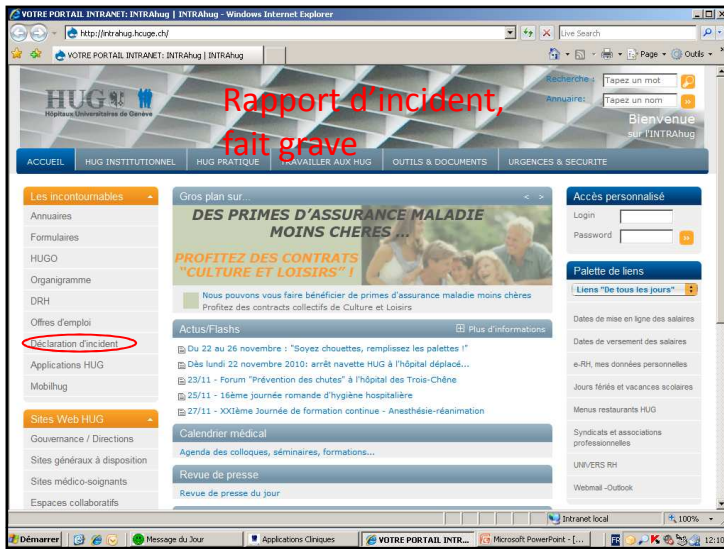 VOTRE PORTAIL INTRANET: INTRAhug | INTRAhug - Windows Internet Explorer
http://intrahug.hcuge.ch/
Live Search
VOTRE PORTAIL INTRANET: INTRAhug | INTRAhug
Page
Outils
HUG
Hôpitaux Universitaires de Genève
Rapport d'incident,
fait grave
Recherche :
Tapez un mot
Annuaire:
Tapez un nom
Bienvenue
sur l'INTRAhug
ACCUEIL
HUG INSTITUTIONNEL
HUG PRATIQUE
TRAVAILLER AUX HUG
OUTILS & DOCUMENTS
URGENCES & SECURITE
Les incontournables
Annuaires
Formulaires
HUGO
Organigramme
DRH
Offres d'emploi
Déclaration d'incident
Applications HUG
Mobilhug
Sites Web HUG
Gouvernance / Directions
Sites généraux à disposition
Sites médico-soignants
Espaces collaboratifs
Gros plan sur...
< >
DES PRIMES D'ASSURANCE MALADIE
MOINS CHERES ...
PROFITEZ DES CONTRATS
"CULTURE ET LOISIRS" !
Nous pouvons vous faire bénéficier de primes d'assurance maladie moins chères
Profitez des contracts collectifs de Culture et Loisirs
Actus/Flashs
Plus d'informations
Du 22 au 26 novembre : "Soyez chouettes, remplissez les palettes !"
Dès lundi 22 novembre 2010: arrêt navette HUG à l'hôpital déplacé...
23/11 - Forum "Prévention des chutes" à l'hôpital des Trois-Chêne
25/11 - 16ème journée romande d'hygiène hospitalière
27/11 - XXIème Journée de formation continue - Anesthésie-réanimation
Calendrier médical
Agenda des colloques, séminaires, formations...
Revue de presse
Revue de presse du jour
Accès personnalisé
Login
Password
Palette de liens
Liens "De tous les jours"
Dates de mise en ligne des salaires
Dates de versement des salaires
e-RH, mes données personnelles
Jours fériés et vacances scolaires
Menus restaurants HUG
Syndicats et associations
professionnelles
UNIVERS RH
Webmail -Outlook
Intranet local
100%
Démarrer
Message du Jour
Applications Cliniques
VOTRE PORTAIL INTR...
Microsoft PowerPoint - [...
FR
12:10